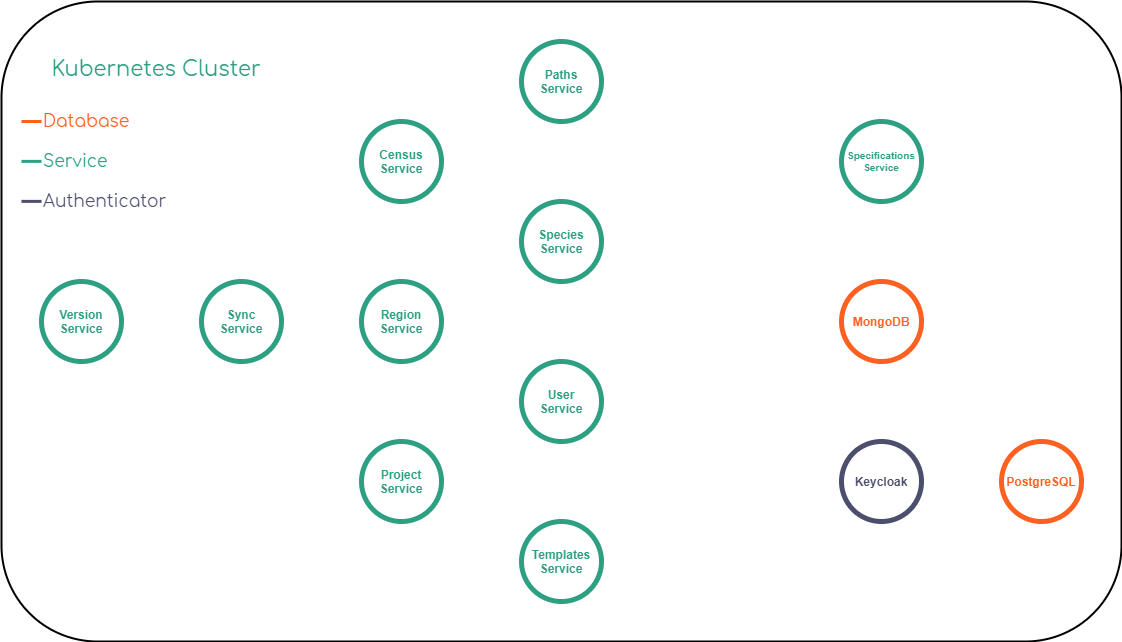 Kubernetes Cluster
Database
Service
Authenticator
Paths
Service
Census
Service
Specifications
Service
Species
Service
Version
Service
Sync
Service
Region
Service
MongoDB
User
Service
Project
Service
Keycloak
PostgreSQL
Templates
Service